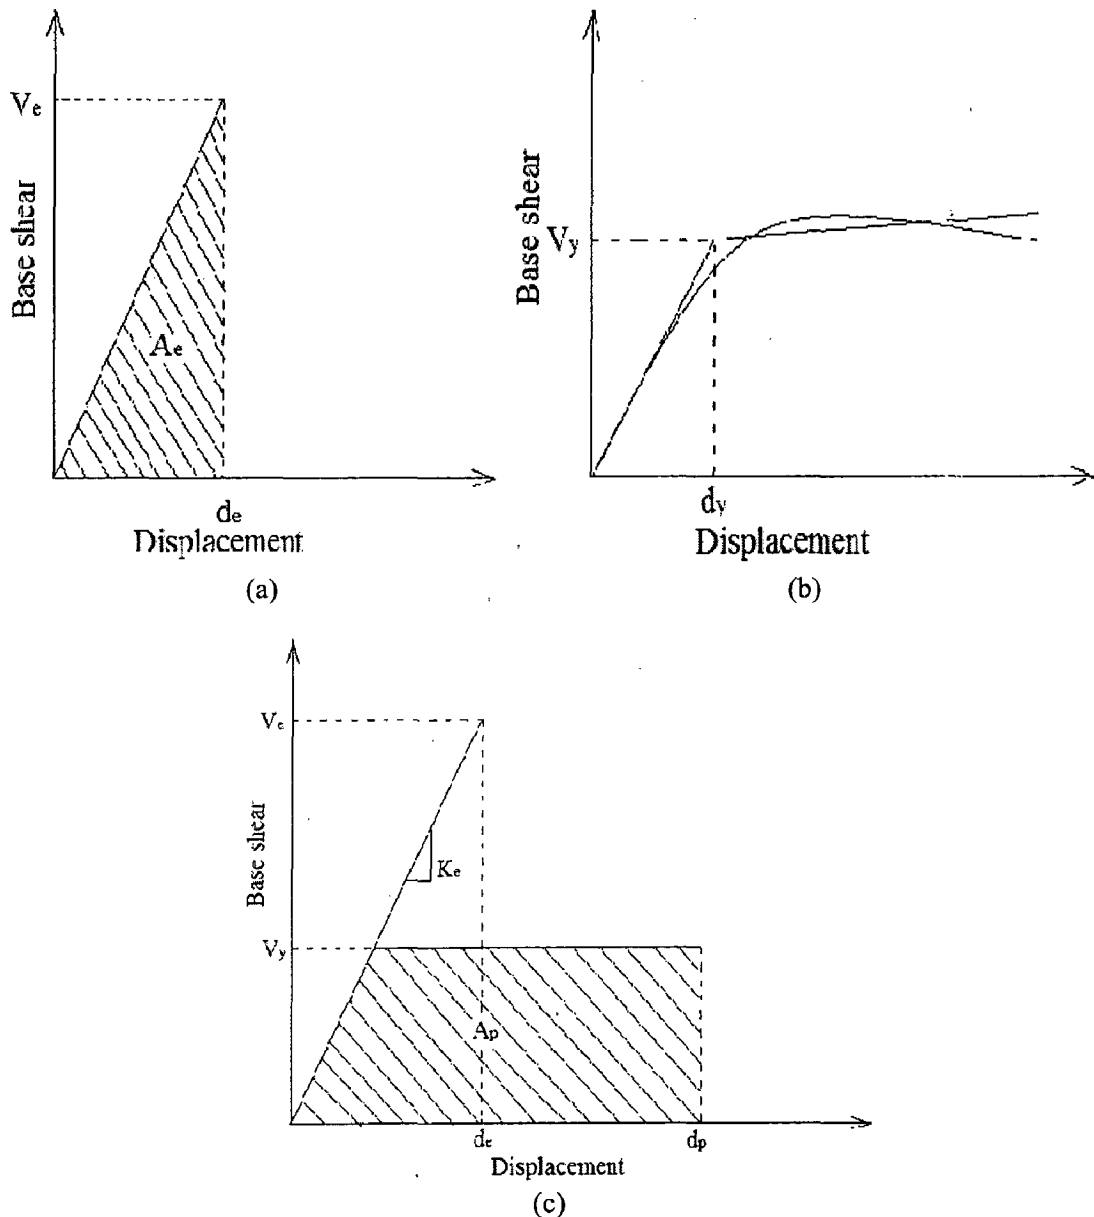 Ve
Base shear
Ae
de
Displacement
(a)
Base shear
Vy
dy
Displacement
(b)
Ve
Base shear
Ke
Vy
Ap
de
dp
Displacement
(c)